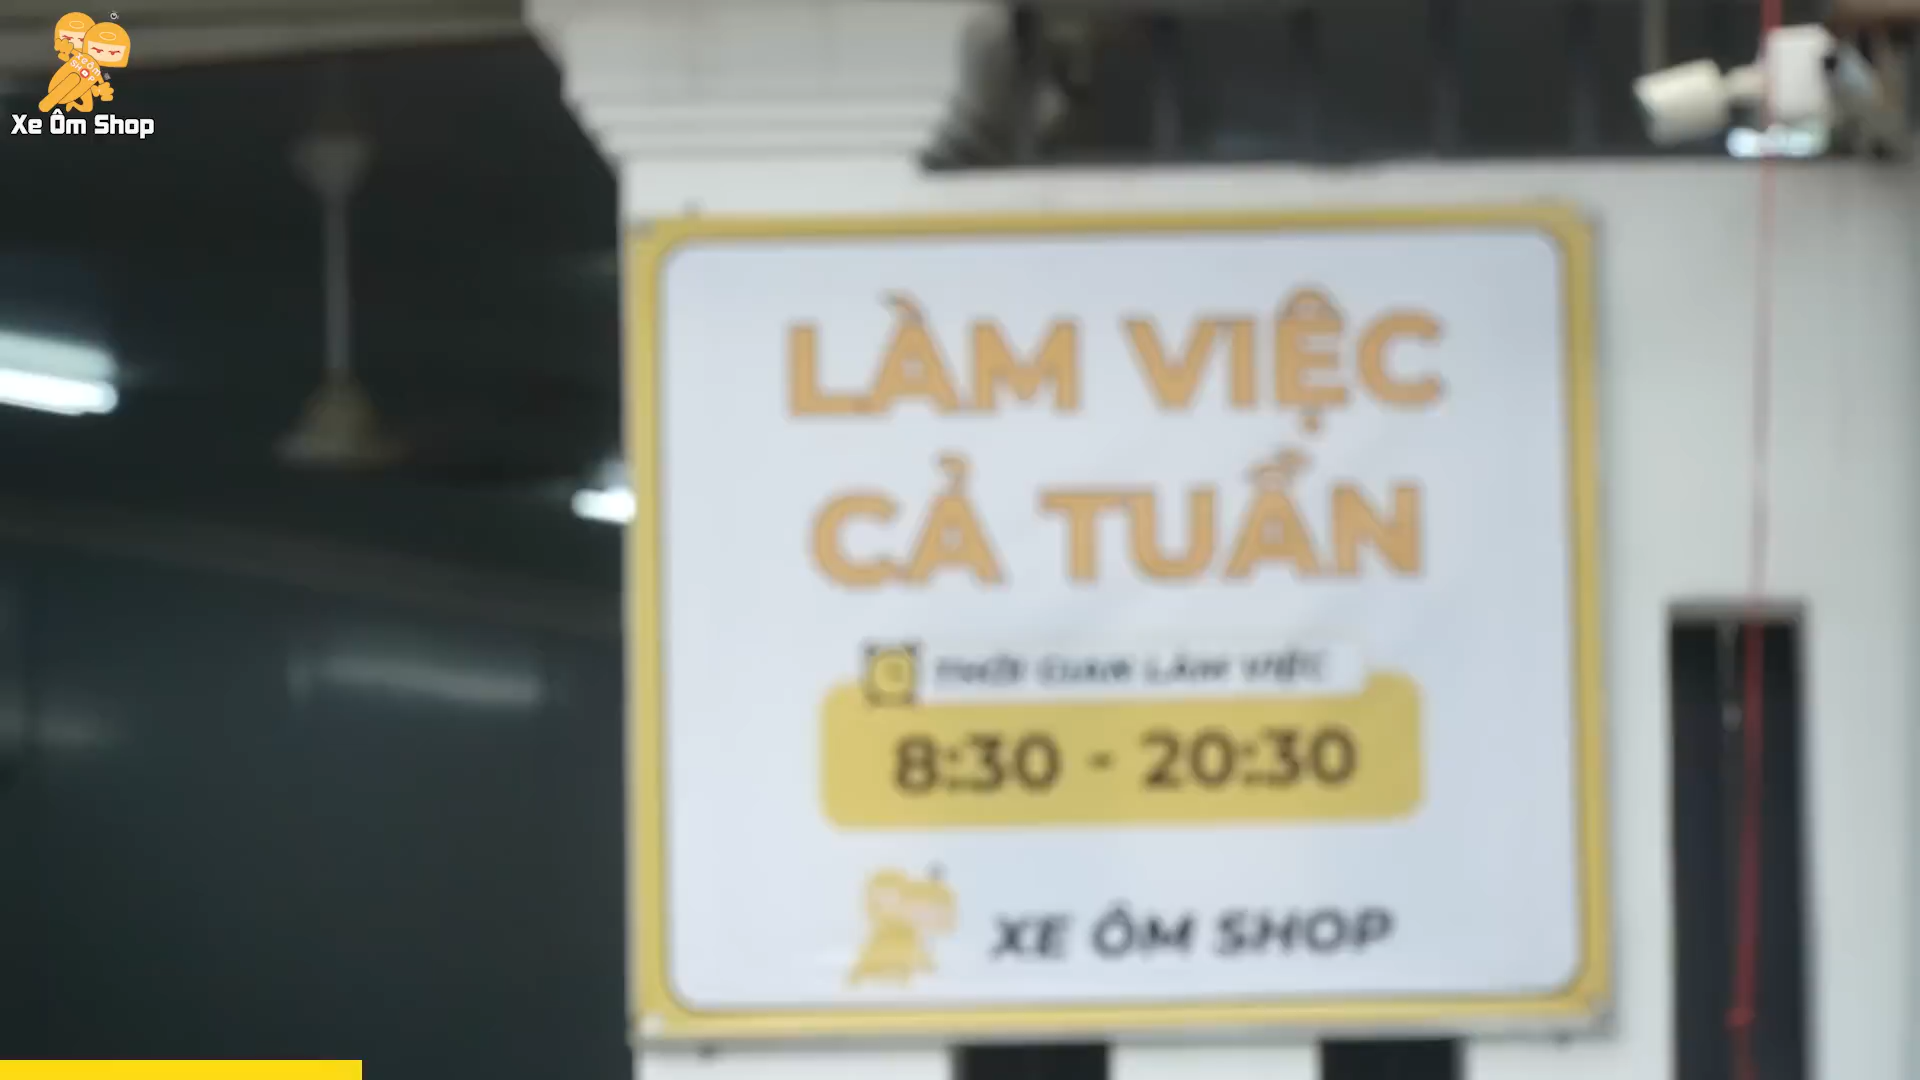 Xe Ôm Shop
LÀM VIỆC
CẢ TUẦN
THỜI GIAN LÀM VIỆC
8:30 - 20:30
XE ÔM SHOP